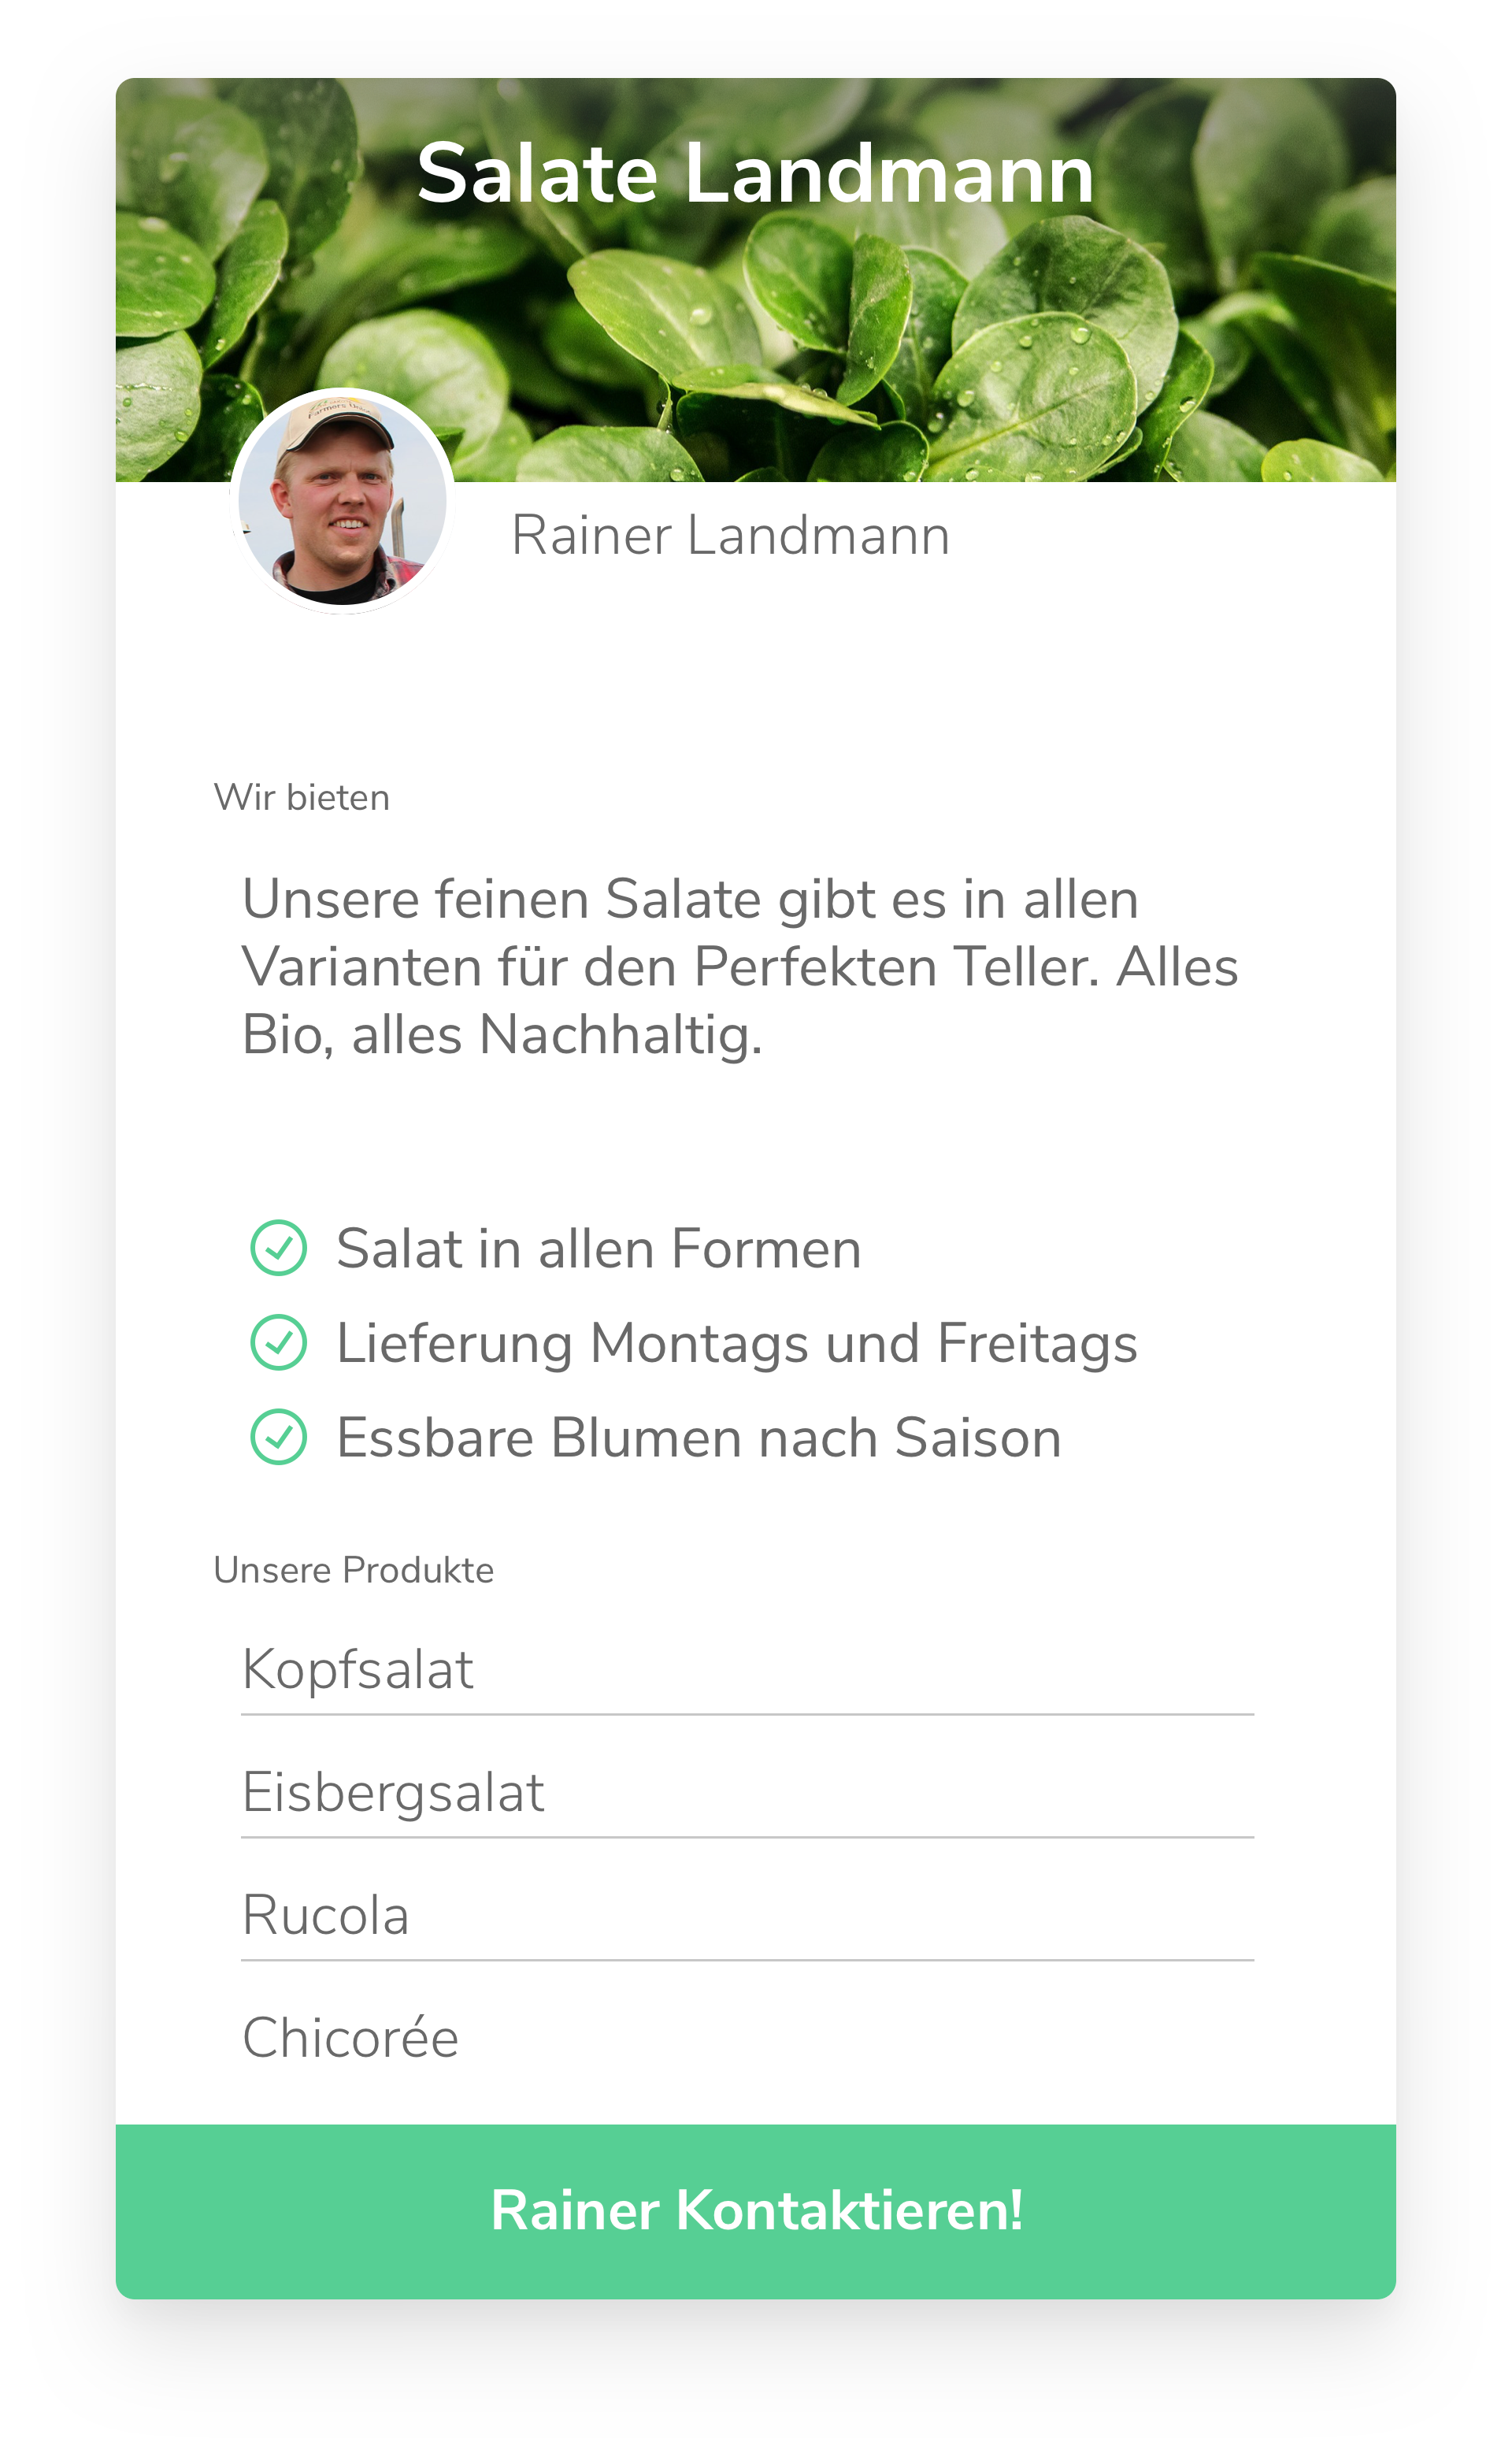 Salate Landmann
Farmers
Rainer Landmann
Wir bieten
Unsere feinen Salate gibt es in allen
Varianten für den Perfekten Teller. Alles
Bio, alles Nachhaltig.
Salat in allen Formen
Lieferung Montags und Freitags
Essbare Blumen nach Saison
Unsere Produkte
Kopfsalat
Eisbergsalat
Rucola
Chicorée
Rainer Kontaktieren!